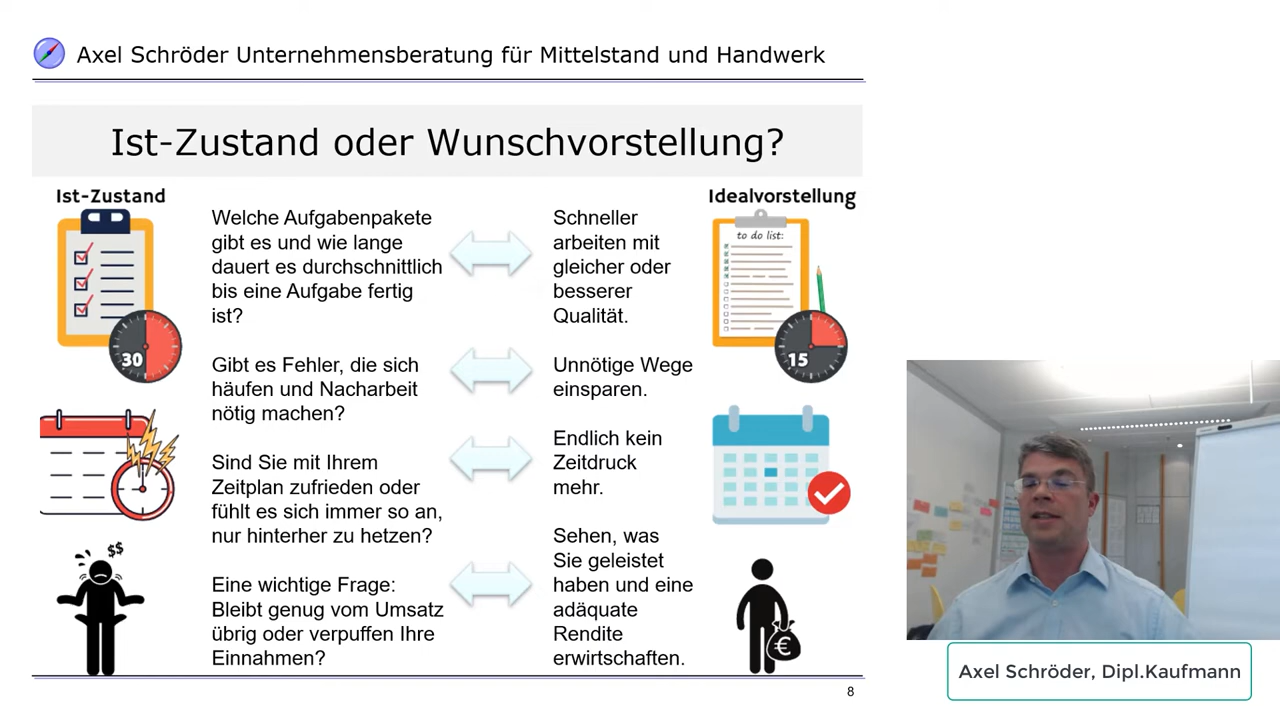 Axel Schröder Unternehmensberatung für Mittelstand und Handwerk
Ist-Zustand oder Wunschvorstellung?
Ist-Zustand
Idealvorstellung
Welche Aufgabenpakete
gibt es und wie lange
dauert es durchschnittlich
bis eine Aufgabe fertig
ist?
Schneller
arbeiten mit
gleicher oder
besserer
Qualität.
to do list:
30
15
Gibt es Fehler, die sich
häufen und Nacharbeit
nötig machen?
Unnötige Wege
einsparen.
Sind Sie mit Ihrem
Zeitplan zufrieden oder
fühlt es sich immer so an,
nur hinterher zu hetzen?
Endlich kein
Zeitdruck
mehr.
$$
Eine wichtige Frage:
Bleibt genug vom Umsatz
übrig oder verpuffen Ihre
Einnahmen?
Sehen, was
Sie geleistet
haben und eine
adäquate
Rendite
erwirtschaften.
€
8
Axel Schröder, Dipl.Kaufmann